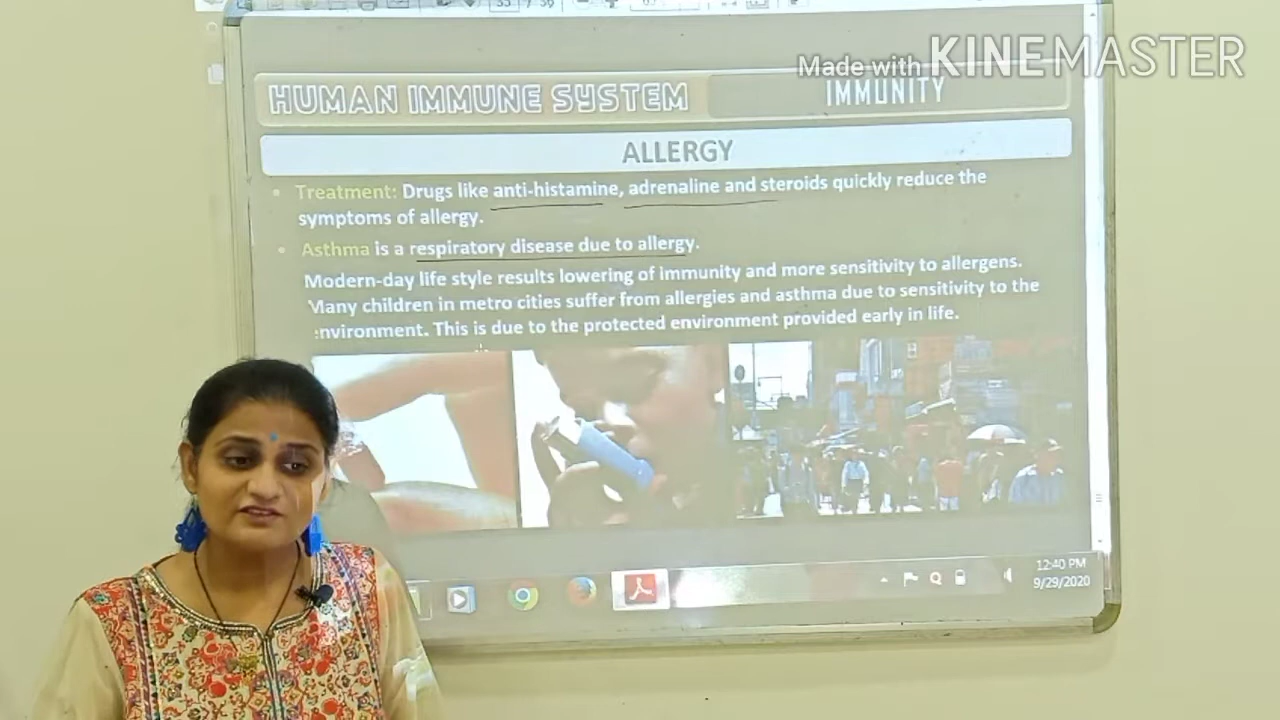 33 / 36
Made with KINEMASTER
HUMAN IMMUNE SYSTEM
IMMUNITY
ALLERGY
• Treatment: Drugs like anti-histamine, adrenaline and steroids quickly reduce the
symptoms of allergy.
• Asthma is a respiratory disease due to allergy.
Modern-day life style results lowering of immunity and more sensitivity to allergens.
Many children in metro cities suffer from allergies and asthma due to sensitivity to the
nvironment. This is due to the protected environment provided early in life.
12:40 PM
9/29/2020